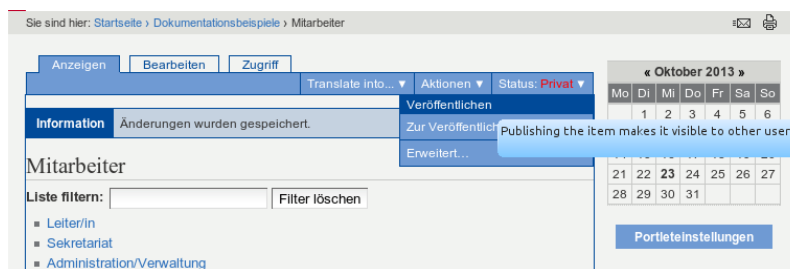 Sie sind hier: Startseite › Dokumentationsbeispiele › Mitarbeiter
Anzeigen Bearbeiten Zugriff
Translate into... ▼ Aktionen ▼ Status: Privat ▼
Veröffentlichen
Zur Veröffentlich
Publishing the item makes it visible to other user
Erweitert...
Information Änderungen wurden gespeichert.
Mitarbeiter
Liste filtern: Filter löschen
Leiter/in
Sekretariat
Administration/Verwaltung
« Oktober 2013 »
Mo Di Mi Do Fr Sa So
1 2 3 4 5 6
21 22 23 24 25 26 27
28 29 30 31
Portleteinstellungen